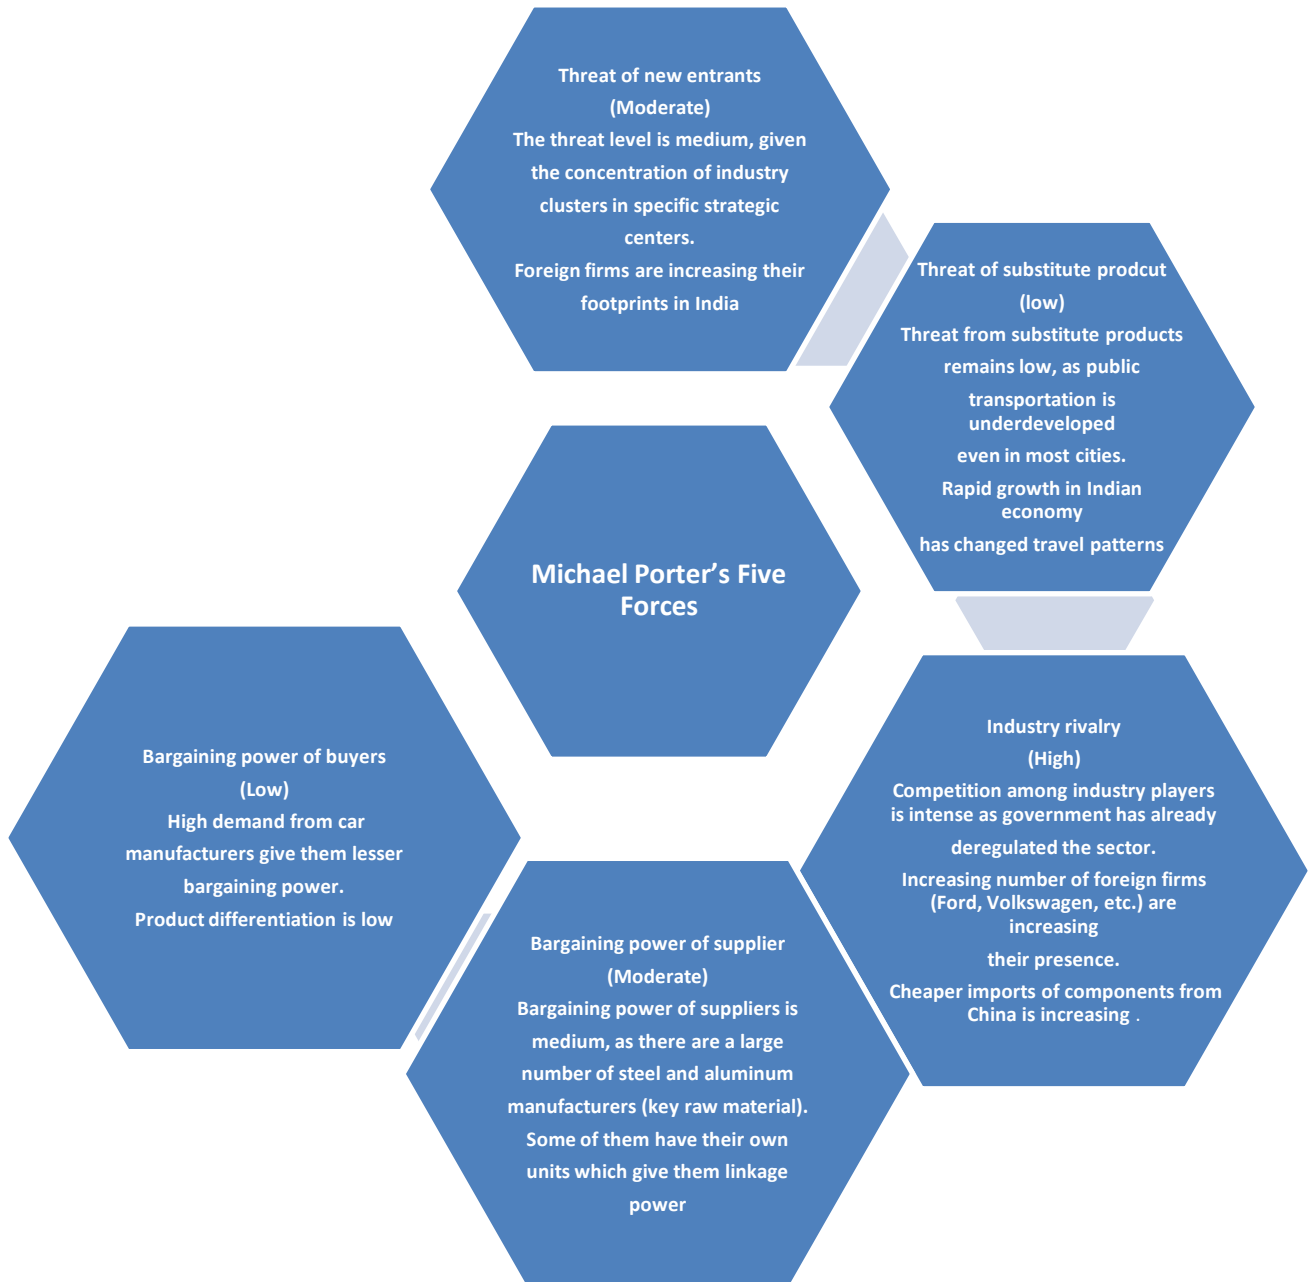 Threat of new entrants
(Moderate)
The threat level is medium, given
the concentration of industry
clusters in specific strategic
centers.
Foreign firms are increasing their
footprints in India
Threat of substitute prodcut
(low)
Threat from substitute products
remains low, as public
transportation is
underdeveloped
even in most cities.
Rapid growth in Indian
economy
has changed travel patterns
Michael Porter’s Five
Forces
Industry rivalry
(High)
Competition among industry players
is intense as government has already
deregulated the sector.
Increasing number of foreign firms
(Ford, Volkswagen, etc.) are
increasing
their presence.
Cheaper imports of components from
China is increasing .
Bargaining power of supplier
(Moderate)
Bargaining power of suppliers is
medium, as there are a large
number of steel and aluminum
manufacturers (key raw material).
Some of them have their own
units which give them linkage
power
Bargaining power of buyers
(Low)
High demand from car
manufacturers give them lesser
bargaining power.
Product differentiation is low